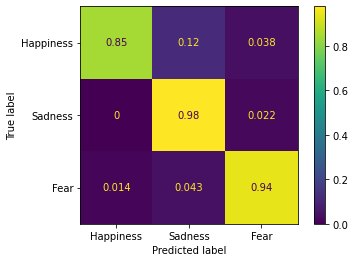 Happiness 0.85 0.12 0.038
Sadness 0 0.98 0.022
Fear 0.014 0.043 0.94
Happiness Sadness Fear
Predicted label
True label
0.8
0.6
0.4
0.2
0.0